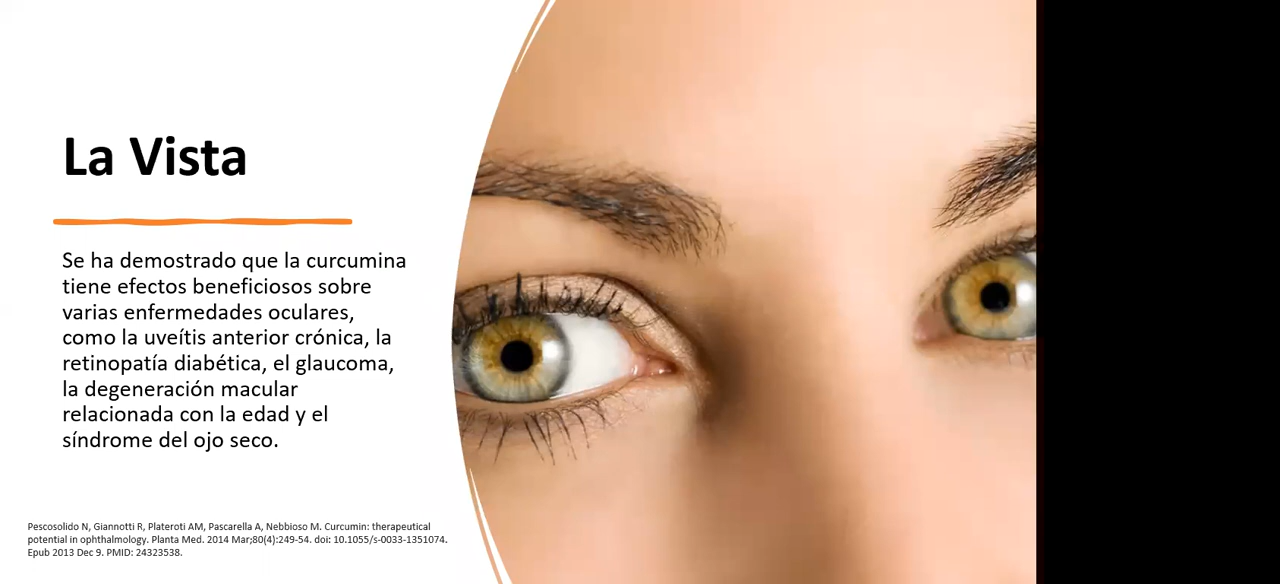 La Vista
Se ha demostrado que la curcumina
tiene efectos beneficiosos sobre
varias enfermedades oculares,
como la uveítis anterior crónica, la
retinopatía diabética, el glaucoma,
la degeneración macular
relacionada con la edad y el
síndrome del ojo seco.
Pescosolido N, Giannotti R, Plateroti AM, Pascarella A, Nebbioso M. Curcumin: therapeutical
potential in ophthalmology. Planta Med. 2014 Mar;80(4):249-54. doi: 10.1055/s-0033-1351074.
Epub 2013 Dec 9. PMID: 24323538.